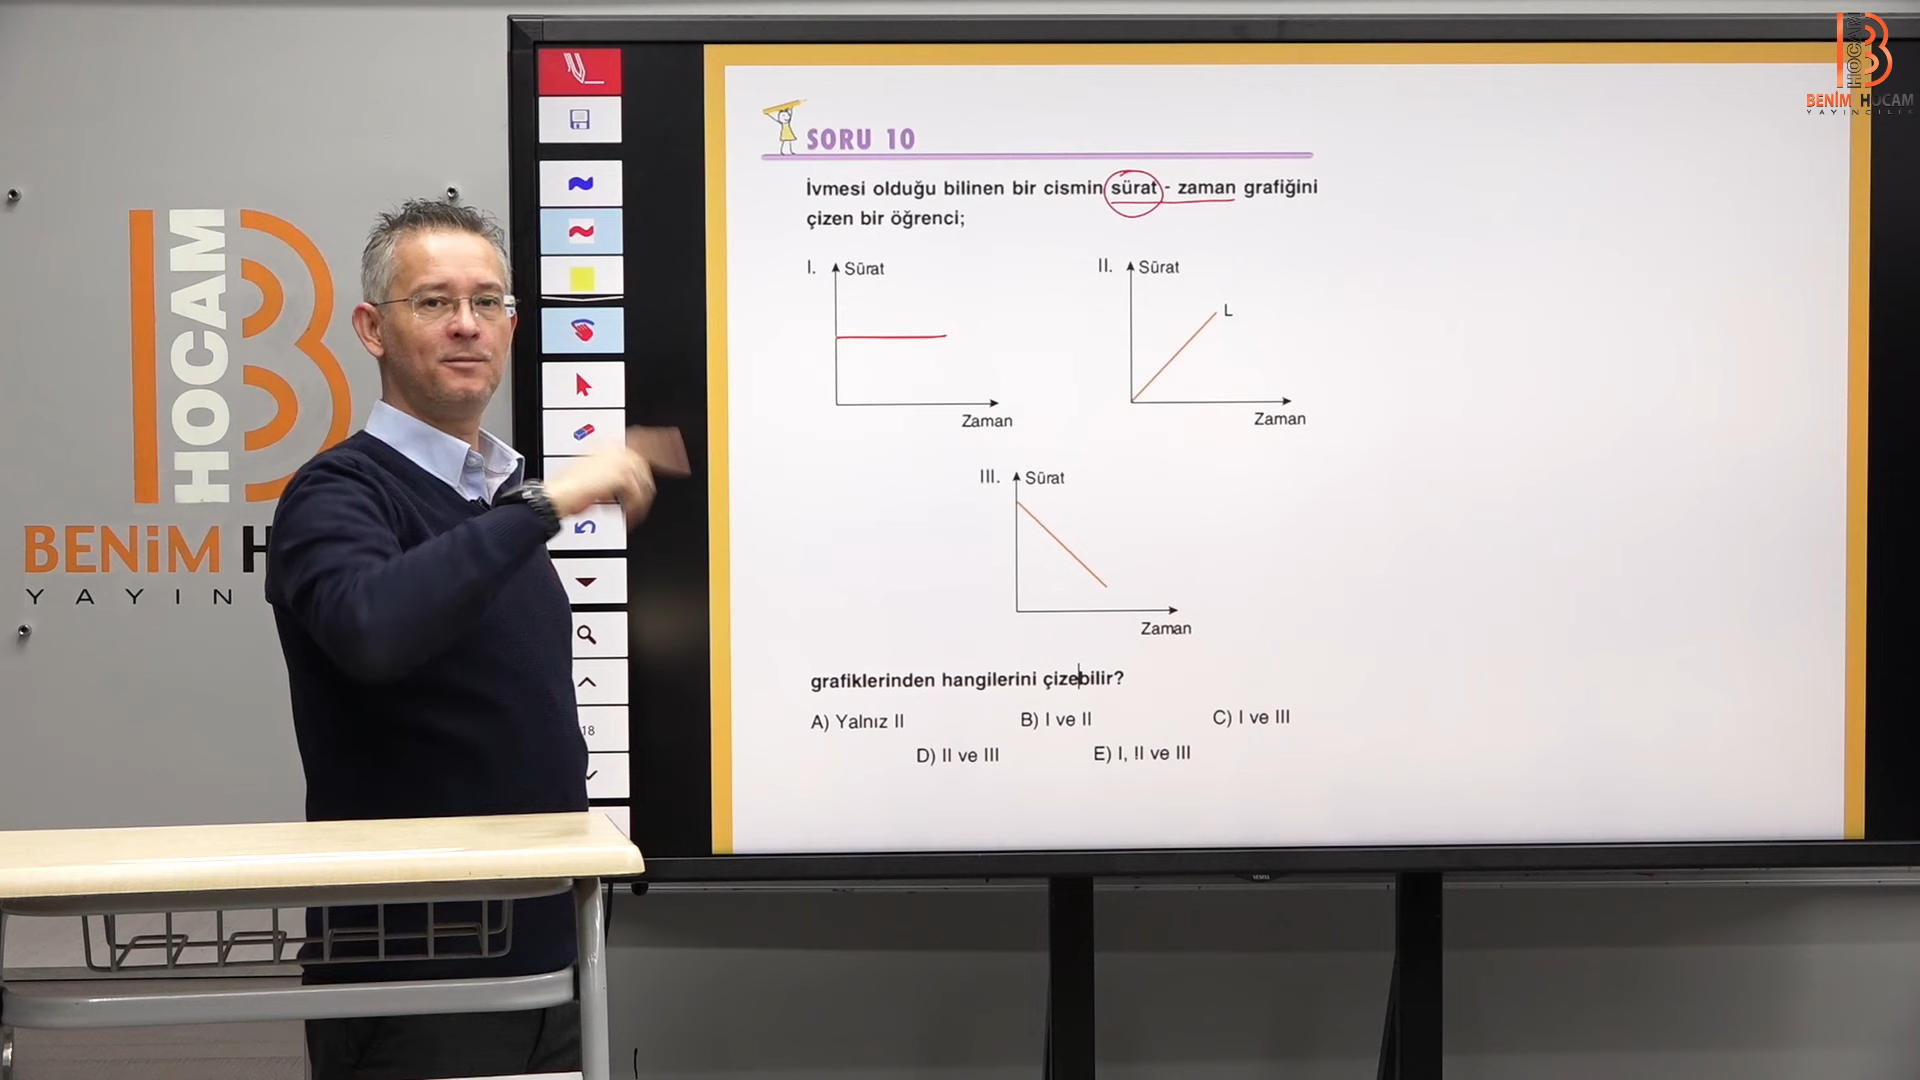 HOCAM
BENİM HOCAM
YAYINCILIK
HOCAM
BENİM H
YAYIN
SORU 10
İvmesi olduğu bilinen bir cismin sürat - zaman grafiğini
çizen bir öğrenci;
I. Sürat
Zaman
II. Sürat
L
Zaman
III. Sürat
Zaman
grafiklerinden hangilerini çizebilir?
A) Yalnız II B) I ve II C) I ve III
D) II ve III E) I, II ve III
18